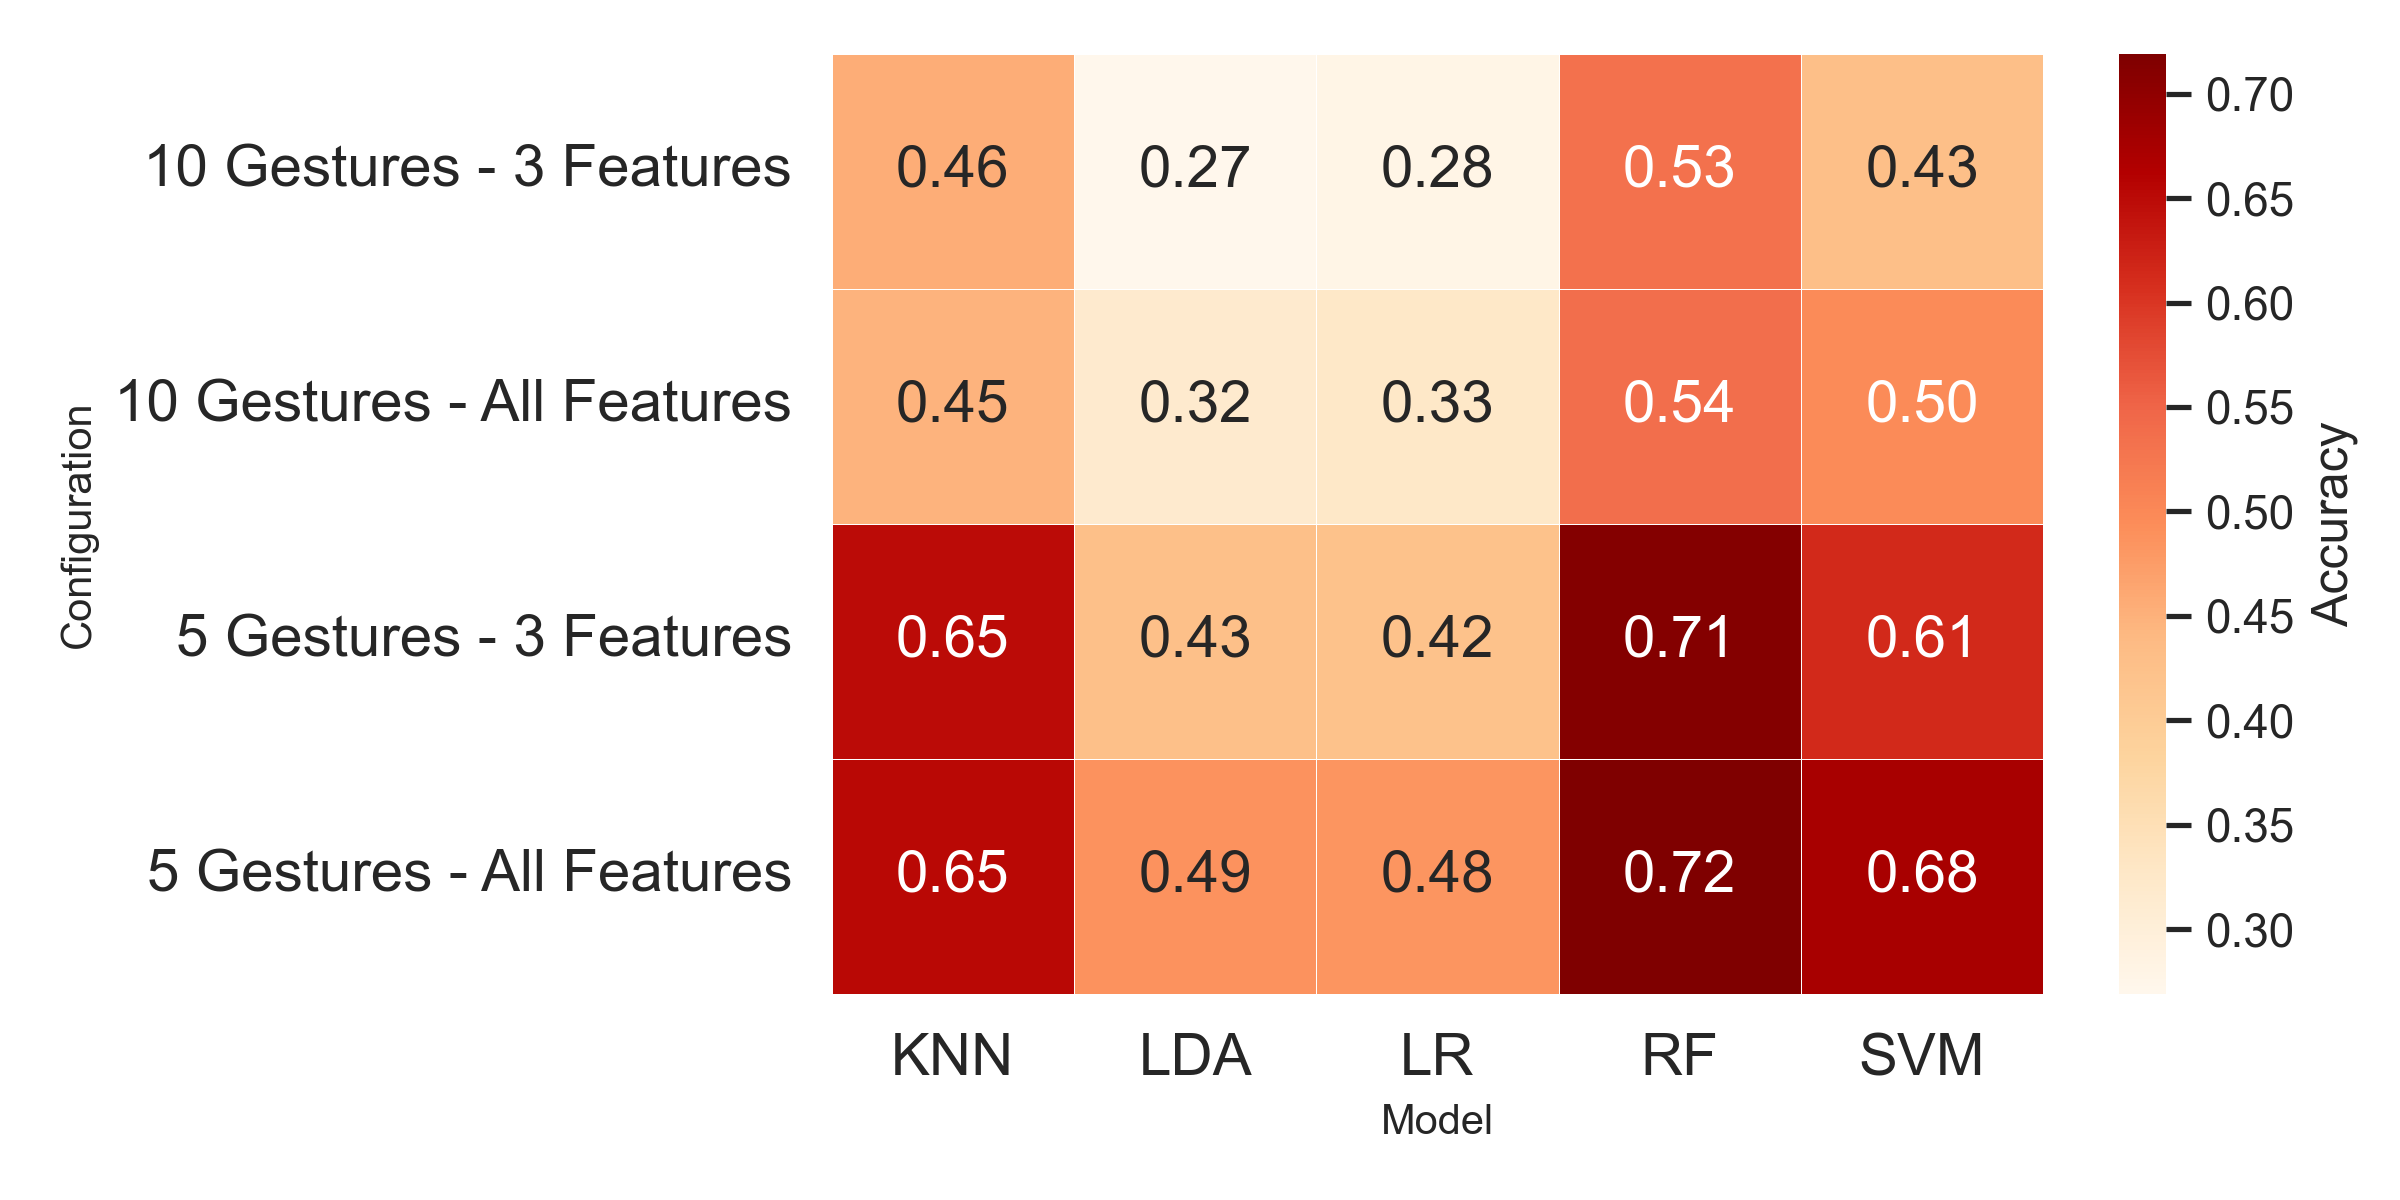 10 Gestures - 3 Features 0.46 0.27 0.28 0.53 0.43
10 Gestures - All Features 0.45 0.32 0.33 0.54 0.50
5 Gestures - 3 Features 0.65 0.43 0.42 0.71 0.61
5 Gestures - All Features 0.65 0.49 0.48 0.72 0.68
KNN LDA LR RF SVM
Model
Configuration
0.70
0.65
0.60
0.55
0.50
0.45
0.40
0.35
0.30
Accuracy